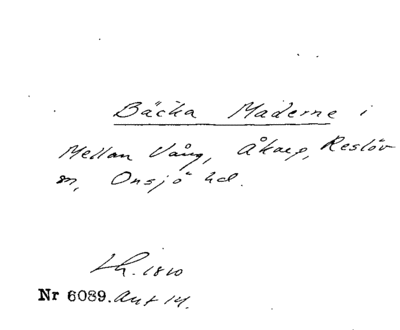 Bäcka Maderne i
Mellan Vång, Åkarp, Reslöv
sn, Onsjö hd.
Lh. 1810
Nr 6089. Akt 14.